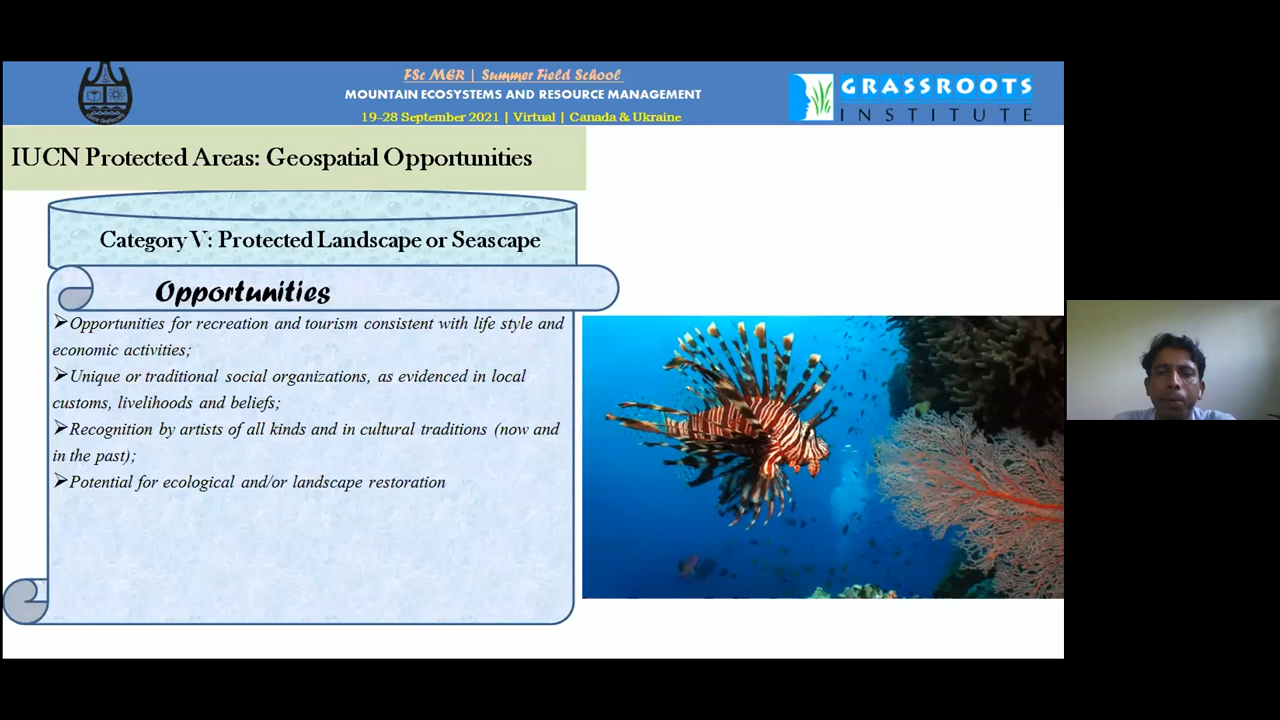 FSc MER | Summer Field School
MOUNTAIN ECOSYSTEMS AND RESOURCE MANAGEMENT
19-28 September 2021 | Virtual | Canada & Ukraine
GRASSROOTS
INSTITUTE
IUCN Protected Areas: Geospatial Opportunities
Category V: Protected Landscape or Seascape
Opportunities
➢Opportunities for recreation and tourism consistent with life style and
economic activities;
➢Unique or traditional social organizations, as evidenced in local
customs, livelihoods and beliefs;
➢Recognition by artists of all kinds and in cultural traditions (now and
in the past);
➢Potential for ecological and/or landscape restoration